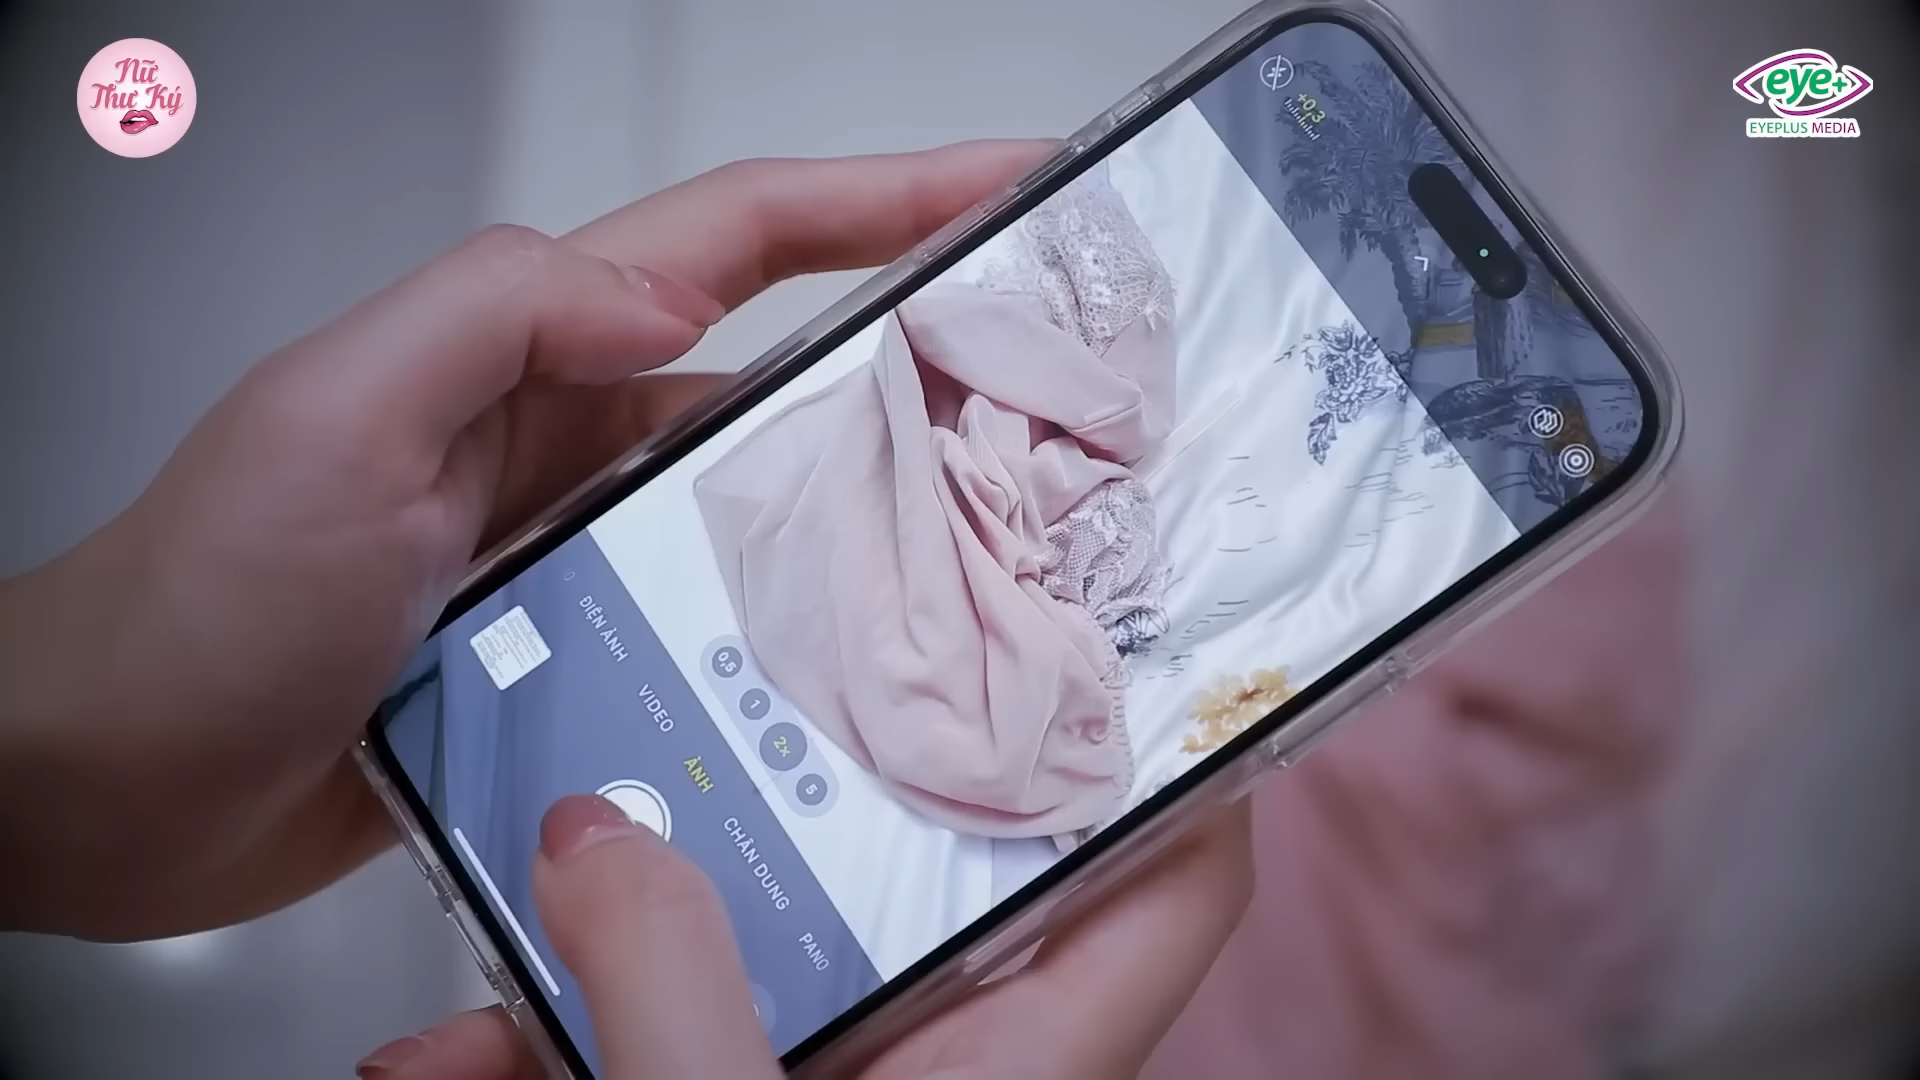 Nữ
Thư Ký
eye+
EYEPLUS MEDIA
+0,3
ĐIỆN ẢNH
VIDEO
ẢNH
CHÂN DUNG
PANO
0,5
1
2x
5